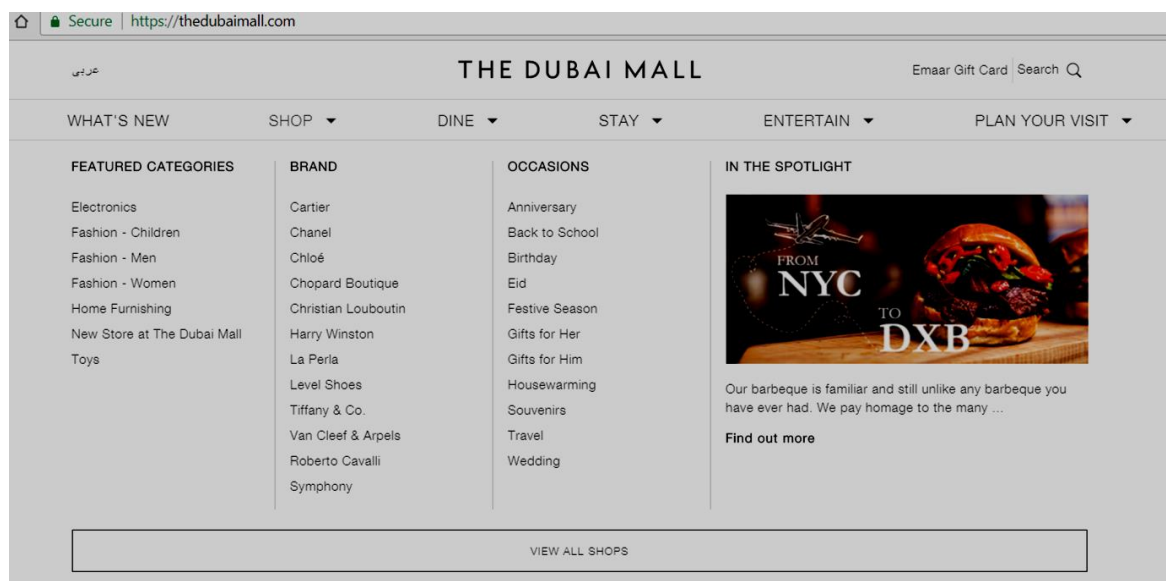 Secure | https://thedubaimall.com
عربى
THE DUBAI MALL
Emaar Gift Card
Search
WHAT'S NEW
SHOP
DINE
STAY
ENTERTAIN
PLAN YOUR VISIT
FEATURED CATEGORIES
Electronics
Fashion - Children
Fashion - Men
Fashion - Women
Home Furnishing
New Store at The Dubai Mall
Toys
BRAND
Cartier
Chanel
Chloé
Chopard Boutique
Christian Louboutin
Harry Winston
La Perla
Level Shoes
Tiffany & Co.
Van Cleef & Arpels
Roberto Cavalli
Symphony
OCCASIONS
Anniversary
Back to School
Birthday
Eid
Festive Season
Gifts for Her
Gifts for Him
Housewarming
Souvenirs
Travel
Wedding
IN THE SPOTLIGHT
FROM
NYC
TO
DXB
Our barbeque is familiar and still unlike any barbeque you
have ever had. We pay homage to the many ...
Find out more
VIEW ALL SHOPS